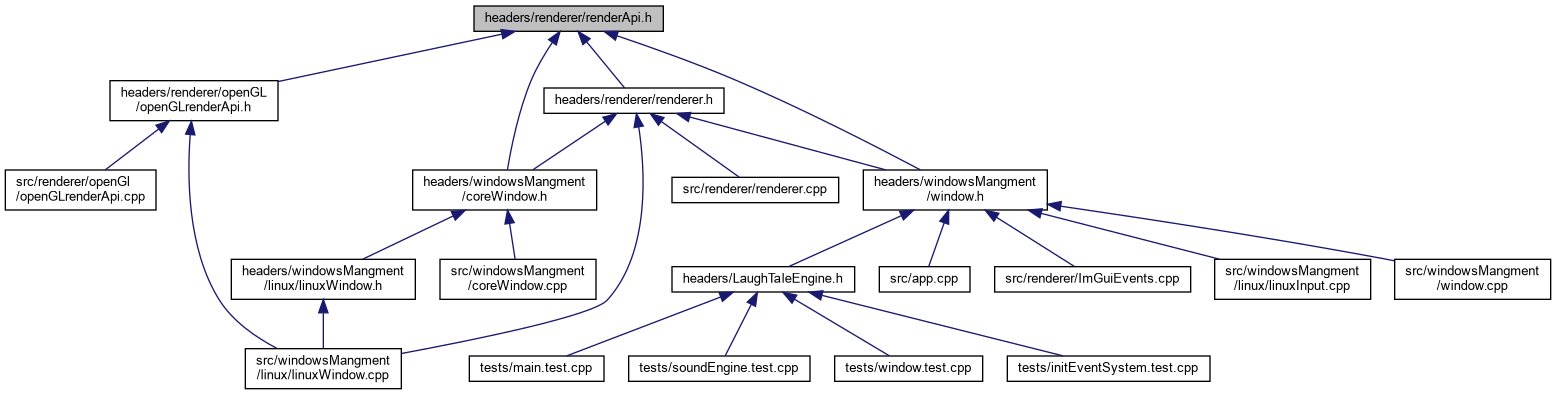 headers/renderer/renderApi.h
headers/renderer/openGL
/openGLrenderApi.h
headers/renderer/renderer.h
src/renderer/openGl
/openGLrenderApi.cpp
headers/windowsMangment
/coreWindow.h
src/renderer/renderer.cpp
headers/windowsMangment
/window.h
headers/windowsMangment
/linux/linuxWindow.h
src/windowsMangment
/coreWindow.cpp
headers/LaughTaleEngine.h
src/app.cpp
src/renderer/ImGuiEvents.cpp
src/windowsMangment
/linux/linuxInput.cpp
src/windowsMangment
/window.cpp
src/windowsMangment
/linux/linuxWindow.cpp
tests/main.test.cpp
tests/soundEngine.test.cpp
tests/window.test.cpp
tests/initEventSystem.test.cpp